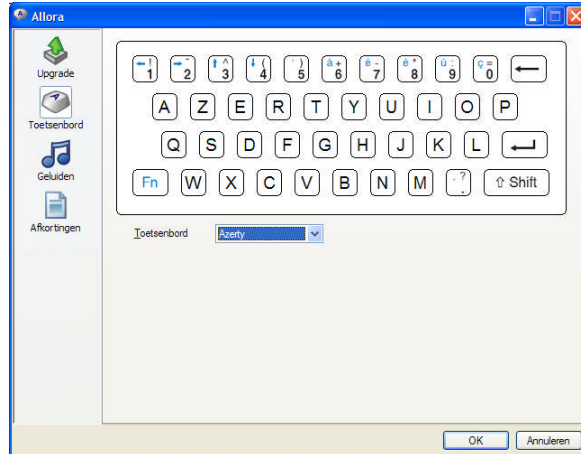 Allora
Upgrade
Toetsenbord
Geluiden
Afkortingen
← ! 1 → - 2 ↑ ^ 3 ↓ ( 4 ) 5 â + 6 - 7 * 8 : 9 ç = 0 ←
A Z E R T Y U I O P
Q S D F G H J K L ↵
Fn W X C V B N M . ? ⇧ Shift
Toetsenbord Azerty
OK Annuleren